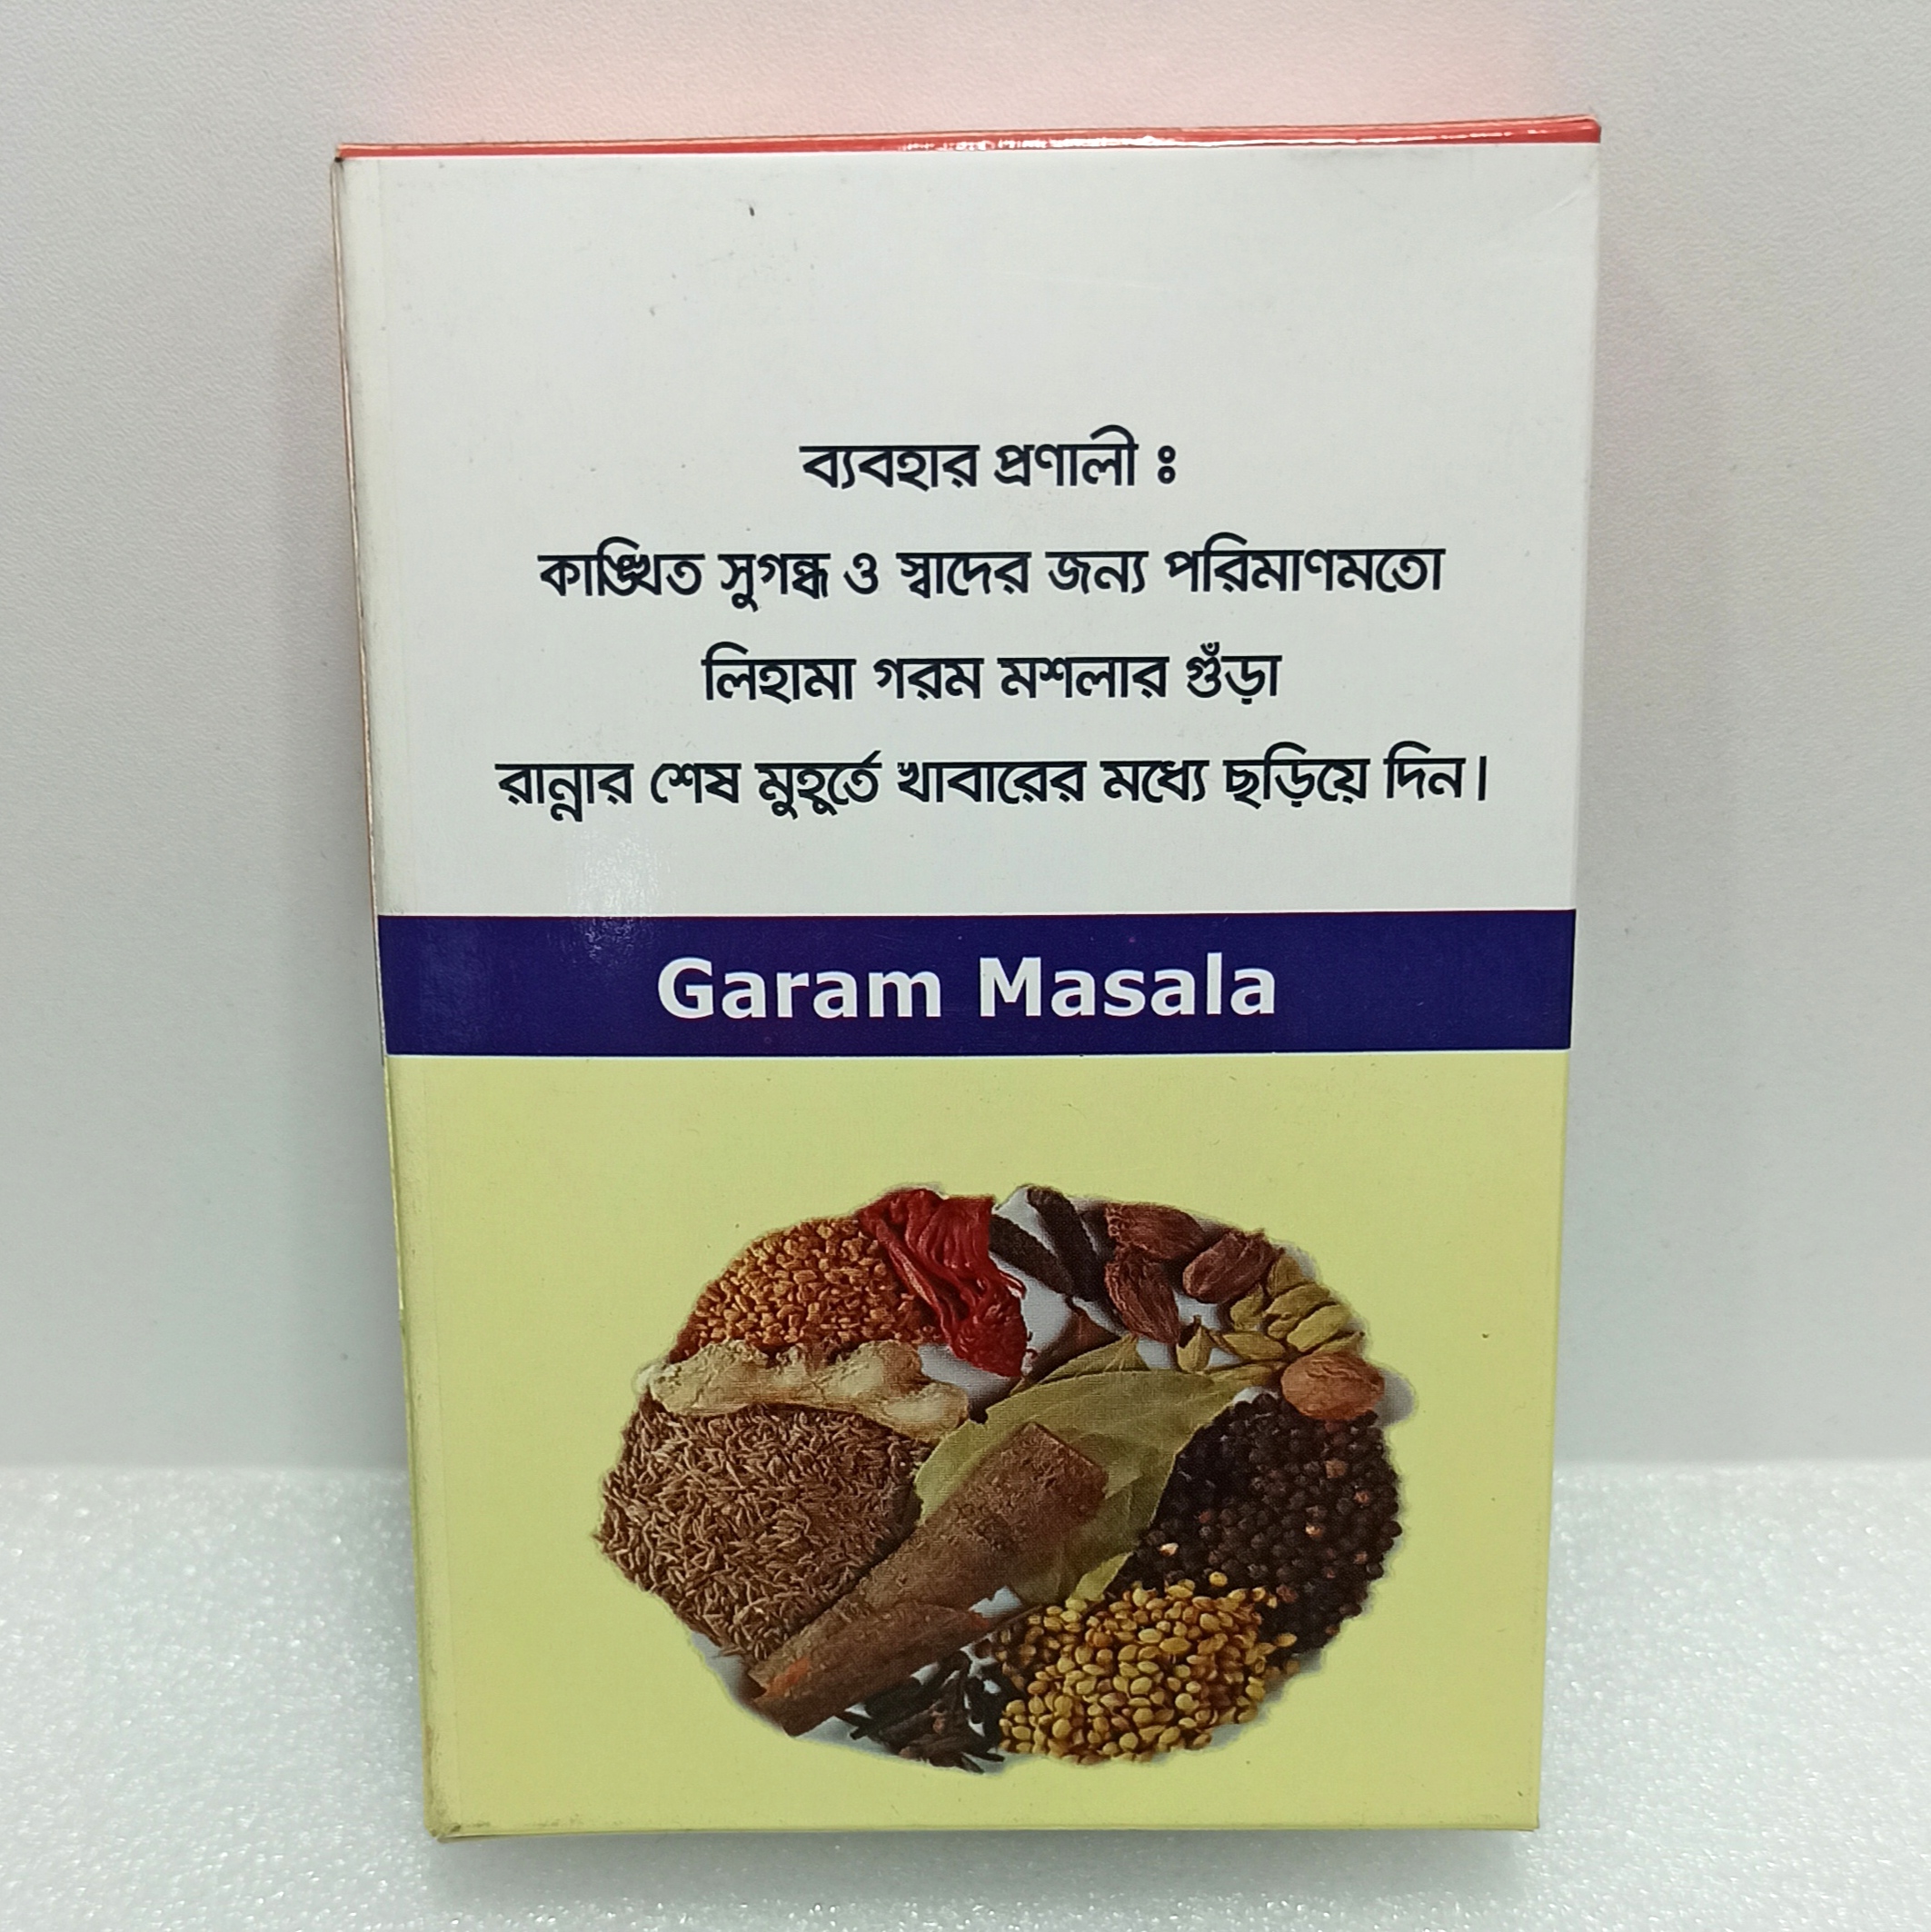 ব্যবহার প্রণালী ঃ
কাঙ্খিত সুগন্ধ ও স্বাদের জন্য পরিমাণমতো
লিহামা গরম মশলার গুঁড়া
রান্নার শেষ মুহুর্তে খাবারের মধ্যে ছড়িয়ে দিন।
Garam Masala